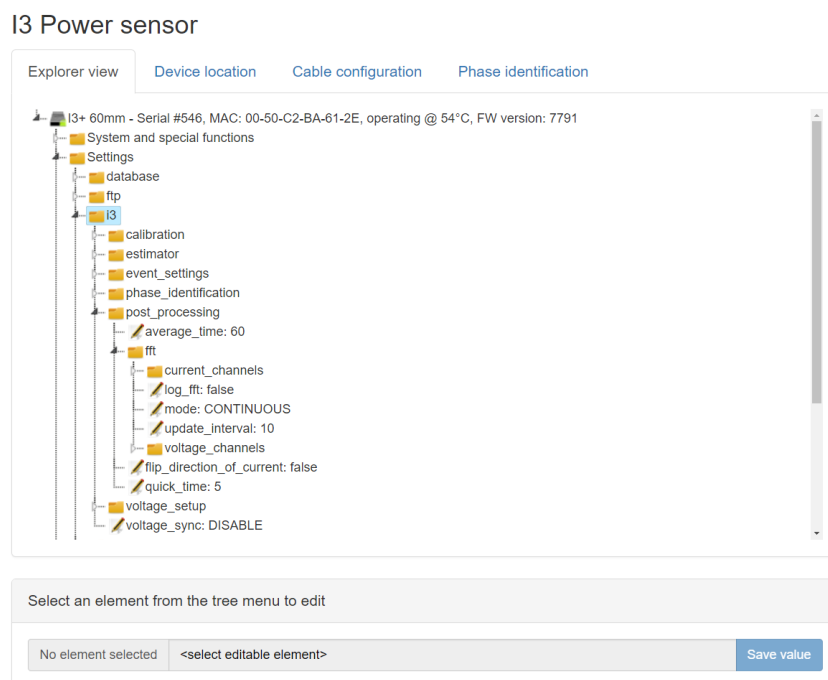 I3 Power sensor
Explorer view Device location Cable configuration Phase identification
I3+ 60mm - Serial #546, MAC: 00-50-C2-BA-61-2E, operating @ 54°C, FW version: 7791
System and special functions
Settings
database
ftp
i3
calibration
estimator
event_settings
phase_identification
post_processing
average_time: 60
fft
current_channels
log_fft: false
mode: CONTINUOUS
update_interval: 10
voltage_channels
flip_direction_of_current: false
quick_time: 5
voltage_setup
voltage_sync: DISABLE
Select an element from the tree menu to edit
No element selected <select editable element> Save value